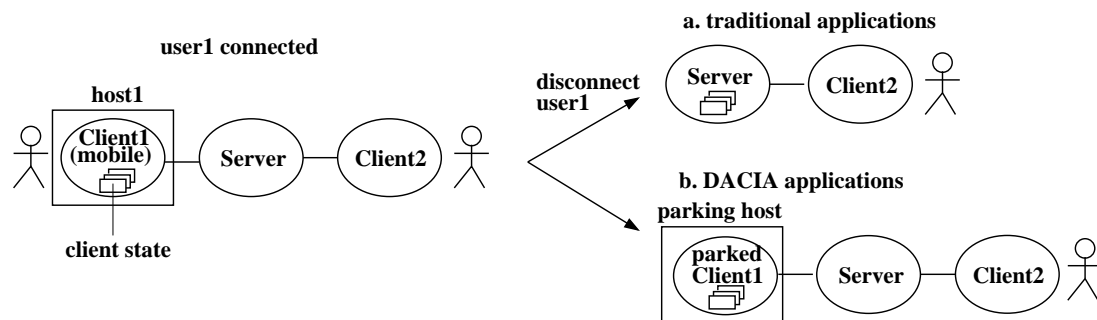 user1 connected
host1
Client1
(mobile)
Server
Client2
client state
disconnect
user1
a. traditional applications
Server
Client2
b. DACIA applications
parking host
parked
Client1
Server
Client2